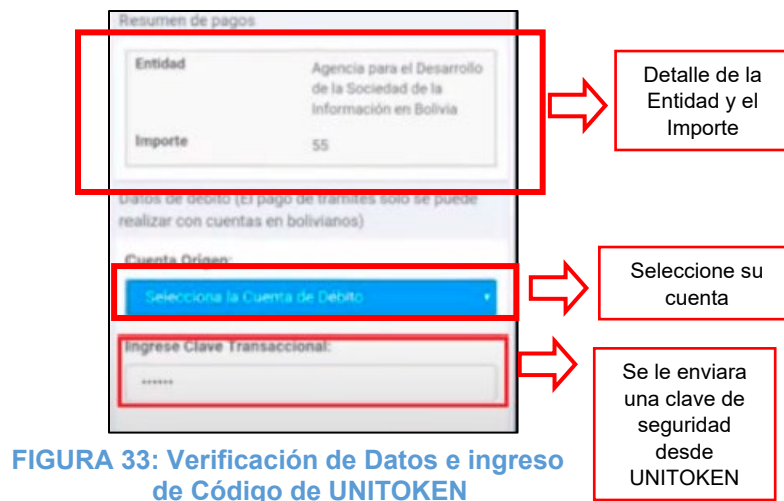 Resumen de pagos
Entidad
Agencia para el Desarrollo
de la Sociedad de la
Información en Bolivia
Importe
55
Detalle de la
Entidad y el
Importe
Datos de débito (El pago de trámites solo se puede
realizar con cuentas en bolivianos)
Cuenta Origen:
Selecciona la Cuenta de Débito
Seleccione su
cuenta
Ingrese Clave Transaccional:
••••••
Se le enviara
una clave de
seguridad
desde
UNITOKEN
FIGURA 33: Verificación de Datos e ingreso
de Código de UNITOKEN